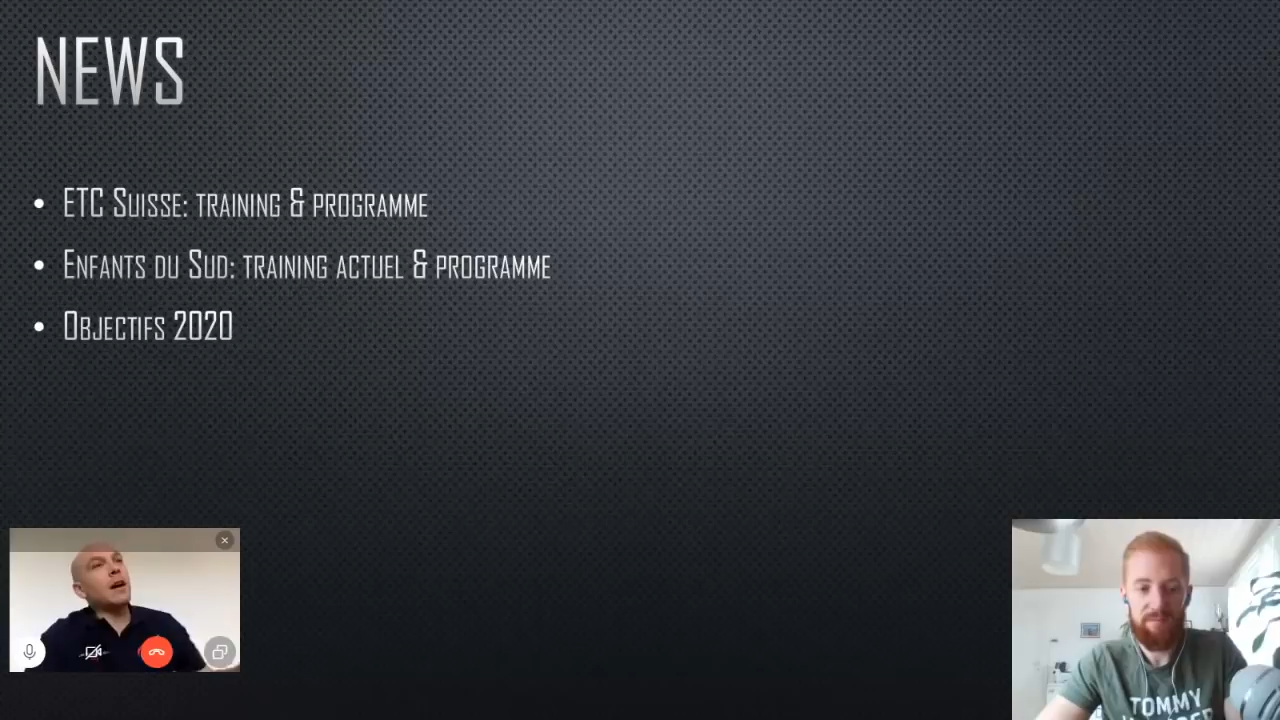 NEWS
• ETC Suisse: training & programme
• Enfants du Sud: training actuel & programme
• Objectifs 2020
TOMMY